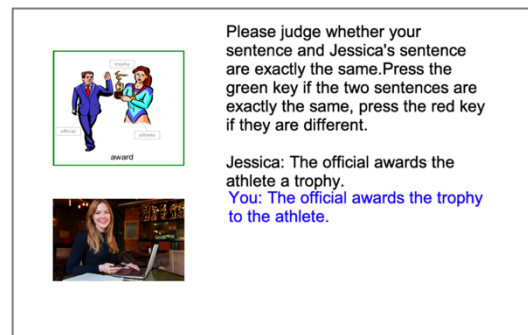 Please judge whether your
sentence and Jessica's sentence
are exactly the same.Press the
green key if the two sentences are
exactly the same, press the red key
if they are different.
Jessica: The official awards the
athlete a trophy.
You: The official awards the trophy
to the athlete.
trophy
official
athlete
award